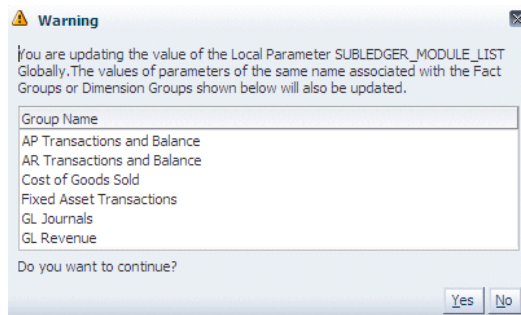 Warning
You are updating the value of the Local Parameter SUBLEDGER_MODULE_LIST
Globally.The values of parameters of the same name associated with the Fact
Groups or Dimension Groups shown below will also be updated.
Group Name
AP Transactions and Balance
AR Transactions and Balance
Cost of Goods Sold
Fixed Asset Transactions
GL Journals
GL Revenue
Do you want to continue?
Yes No